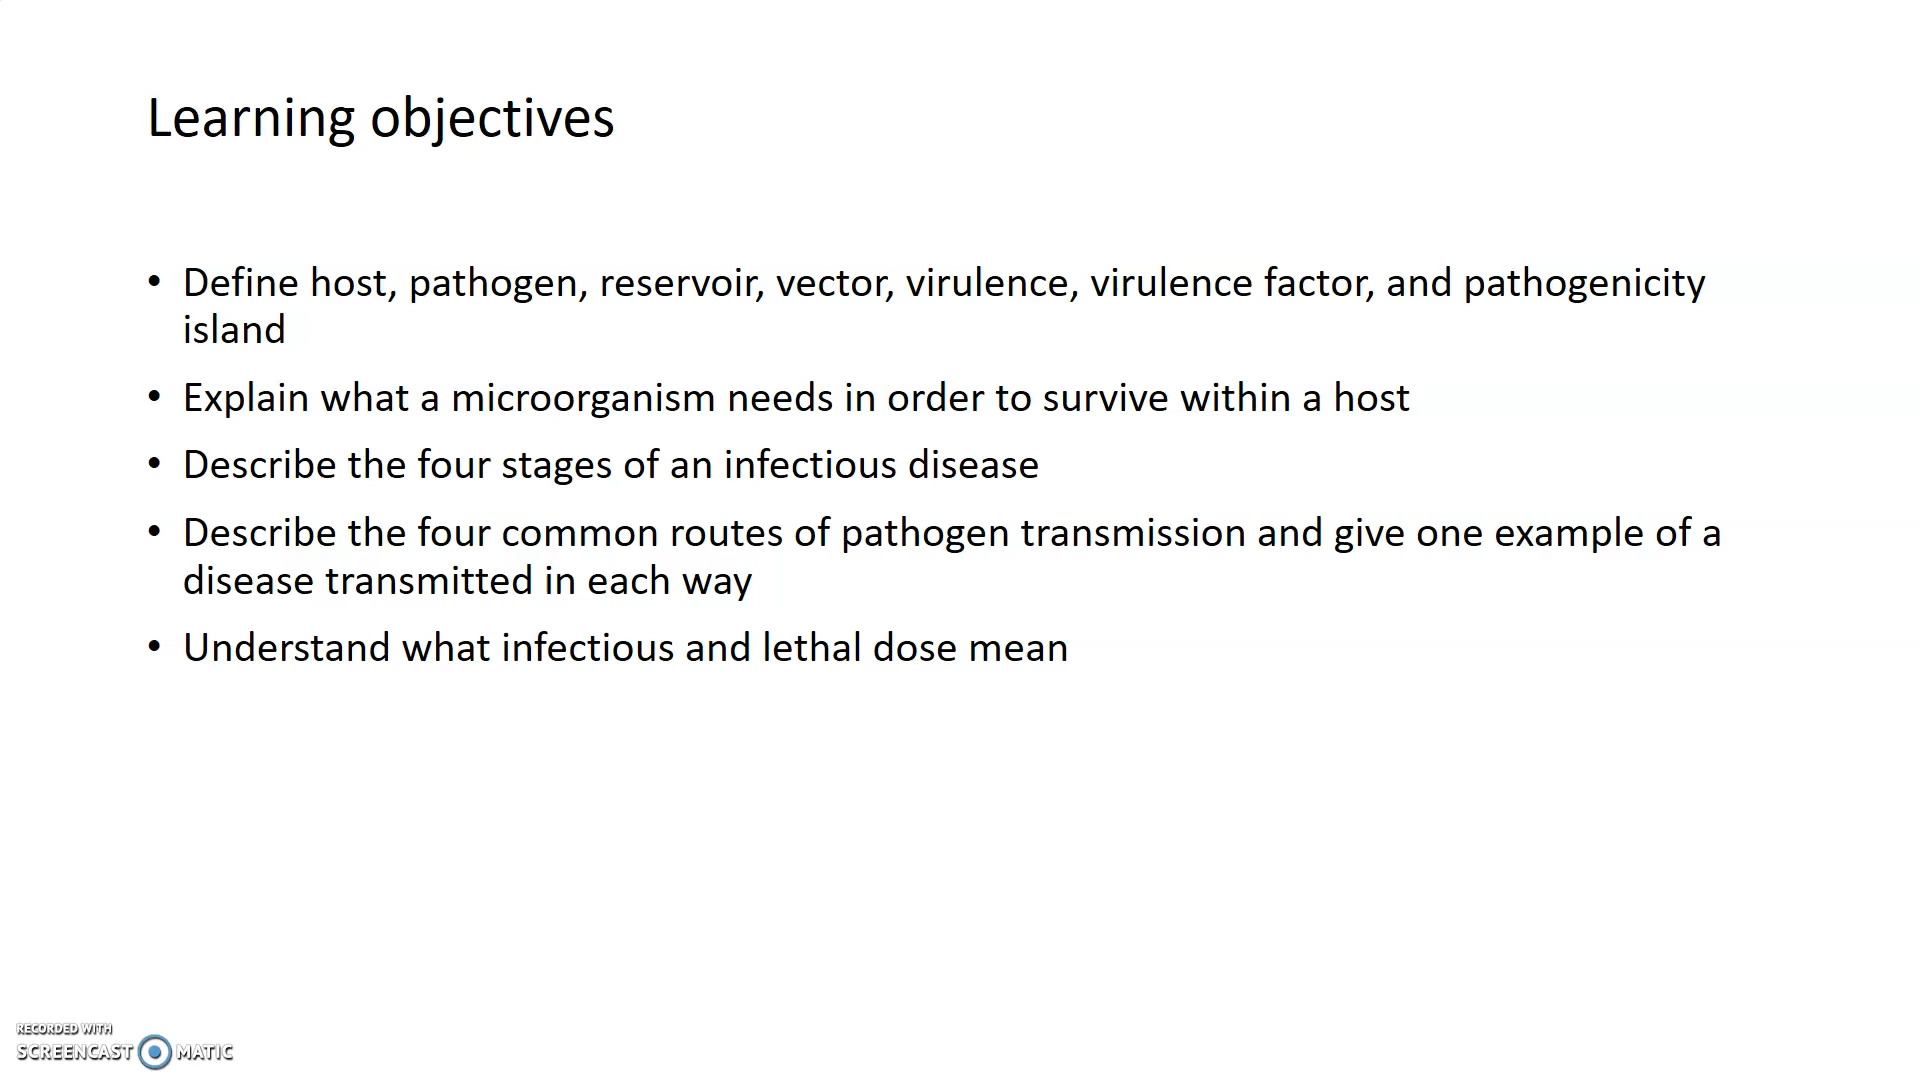 Learning objectives
• Define host, pathogen, reservoir, vector, virulence, virulence factor, and pathogenicity
island
• Explain what a microorganism needs in order to survive within a host
• Describe the four stages of an infectious disease
• Describe the four common routes of pathogen transmission and give one example of a
disease transmitted in each way
• Understand what infectious and lethal dose mean
RECORDED WITH
SCREENCAST MATIC